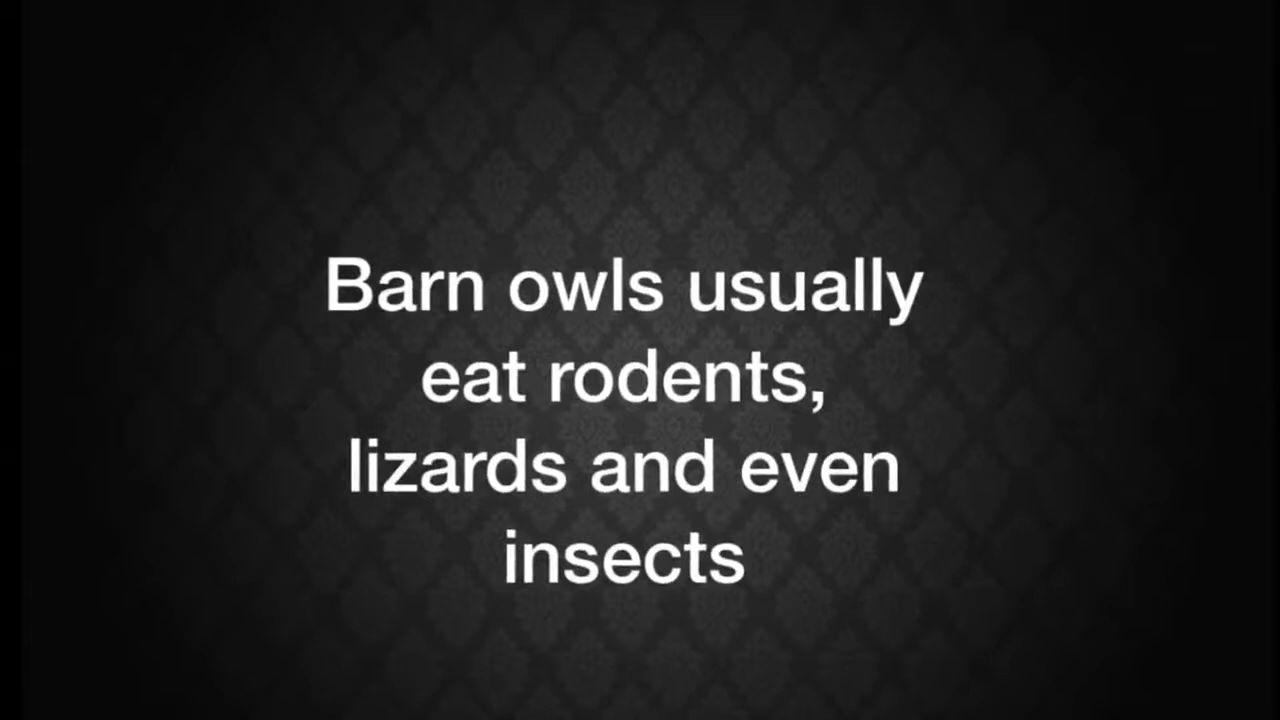 Barn owls usually
eat rodents,
lizards and even
insects